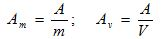 A_m = A/m ; A_v = A/V